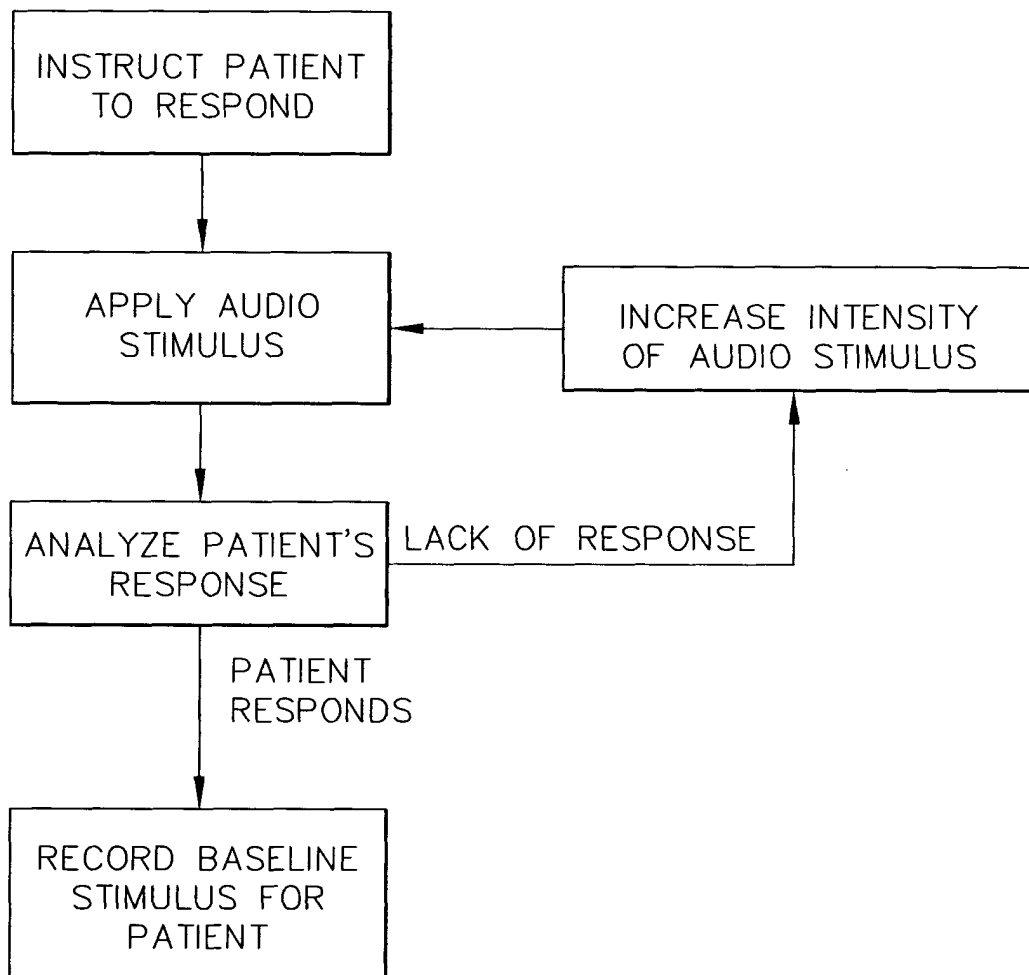 INSTRUCT PATIENT
TO RESPOND
APPLY AUDIO
STIMULUS
INCREASE INTENSITY
OF AUDIO STIMULUS
ANALYZE PATIENT'S
RESPONSE
LACK OF RESPONSE
PATIENT
RESPONDS
RECORD BASELINE
STIMULUS FOR
PATIENT